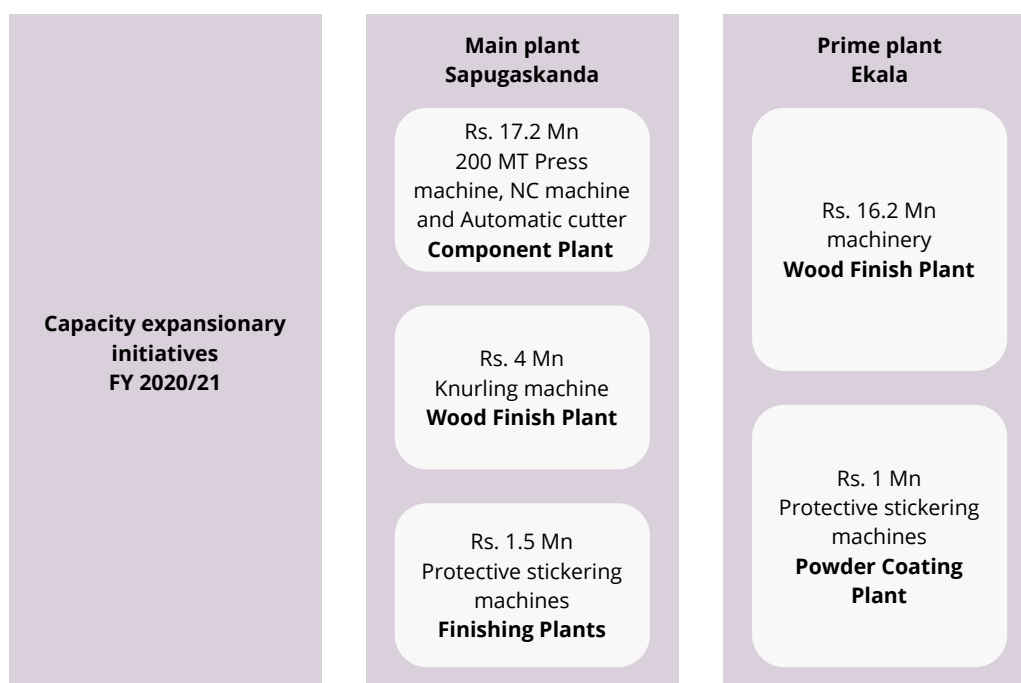 Capacity expansionary
initiatives
FY 2020/21
Main plant
Sapugaskanda
Rs. 17.2 Mn
200 MT Press
machine, NC machine
and Automatic cutter
Component Plant
Rs. 4 Mn
Knurling machine
Wood Finish Plant
Rs. 1.5 Mn
Protective stickering
machines
Finishing Plants
Prime plant
Ekala
Rs. 16.2 Mn
machinery
Wood Finish Plant
Rs. 1 Mn
Protective stickering
machines
Powder Coating
Plant